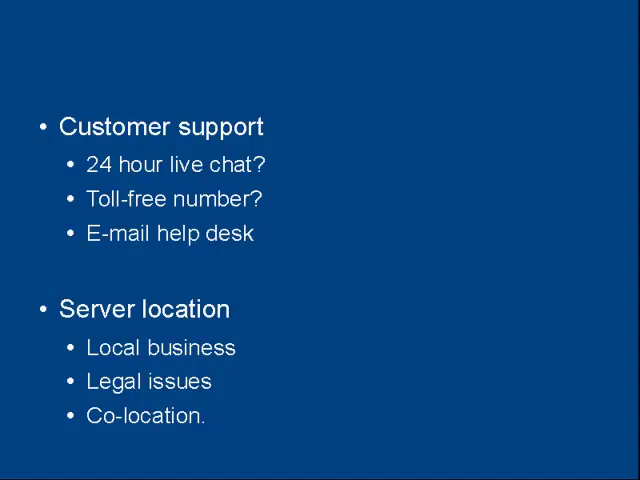 • Customer support
• 24 hour live chat?
• Toll-free number?
• E-mail help desk
• Server location
• Local business
• Legal issues
• Co-location.